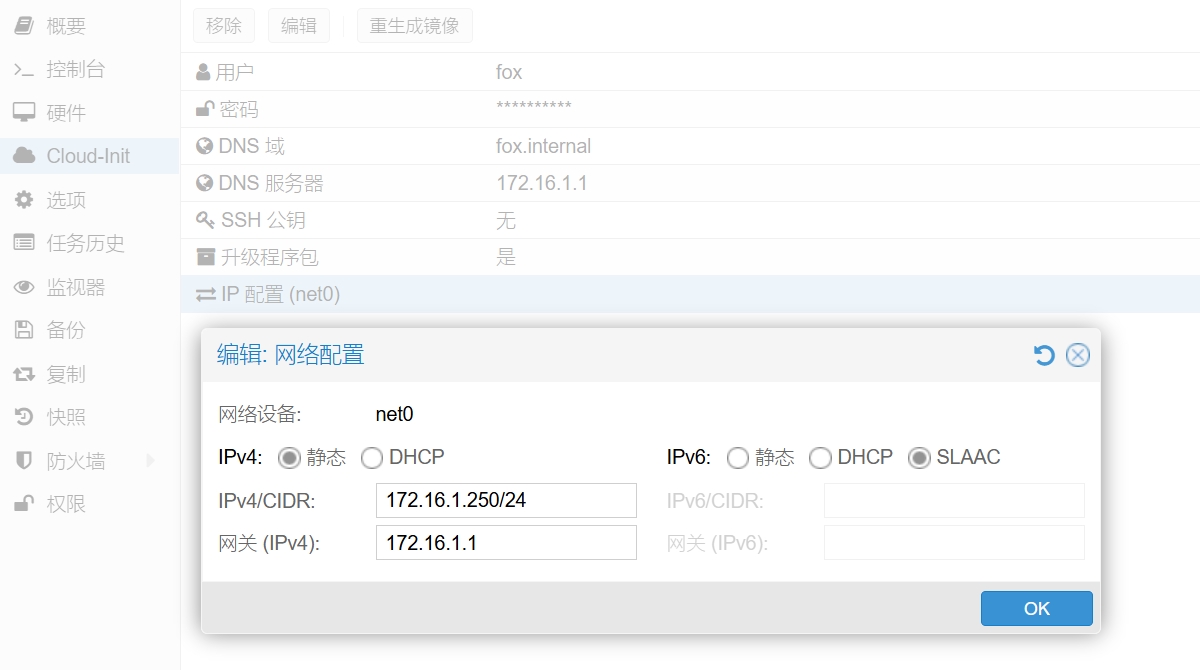 概要
控制台
硬件
Cloud-Init
选项
任务历史
监视器
备份
复制
快照
防火墙
权限
移除 编辑 重生成镜像
用户 fox
密码 **********
DNS 域 fox.internal
DNS 服务器 172.16.1.1
SSH 公钥 无
升级程序包 是
IP 配置 (net0)
编辑: 网络配置
网络设备: net0
IPv4: 静态 DHCP
IPv4/CIDR: 172.16.1.250/24
网关 (IPv4): 172.16.1.1
IPv6: 静态 DHCP SLAAC
IPv6/CIDR:
网关 (IPv6):
OK